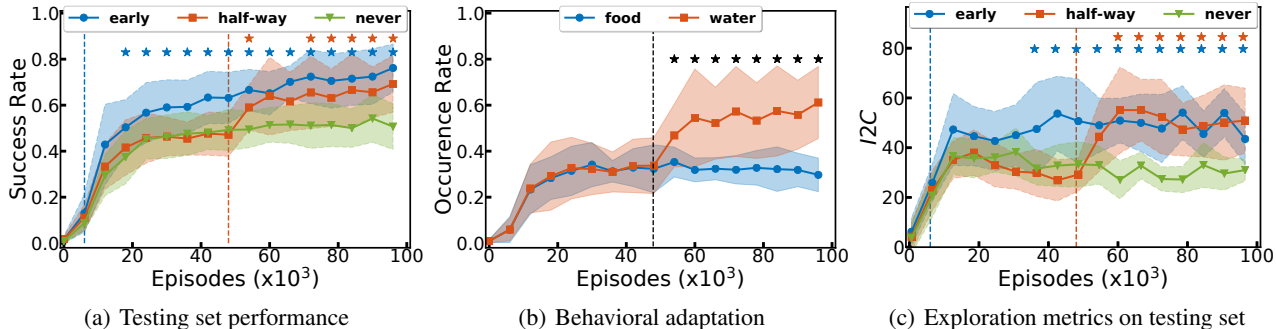 early half-way never
Success Rate
0.8
0.6
0.4
0.2
0.0
0 20 40 60 80 100
Episodes (x10³)
(a) Testing set performance
food water
Occurence Rate
1.0
0.8
0.6
0.4
0.2
0.0
0 20 40 60 80 100
Episodes (x10³)
(b) Behavioral adaptation
early half-way never
I2C
80
60
40
20
0
0 20 40 60 80 100
Episodes (x10³)
(c) Exploration metrics on testing set